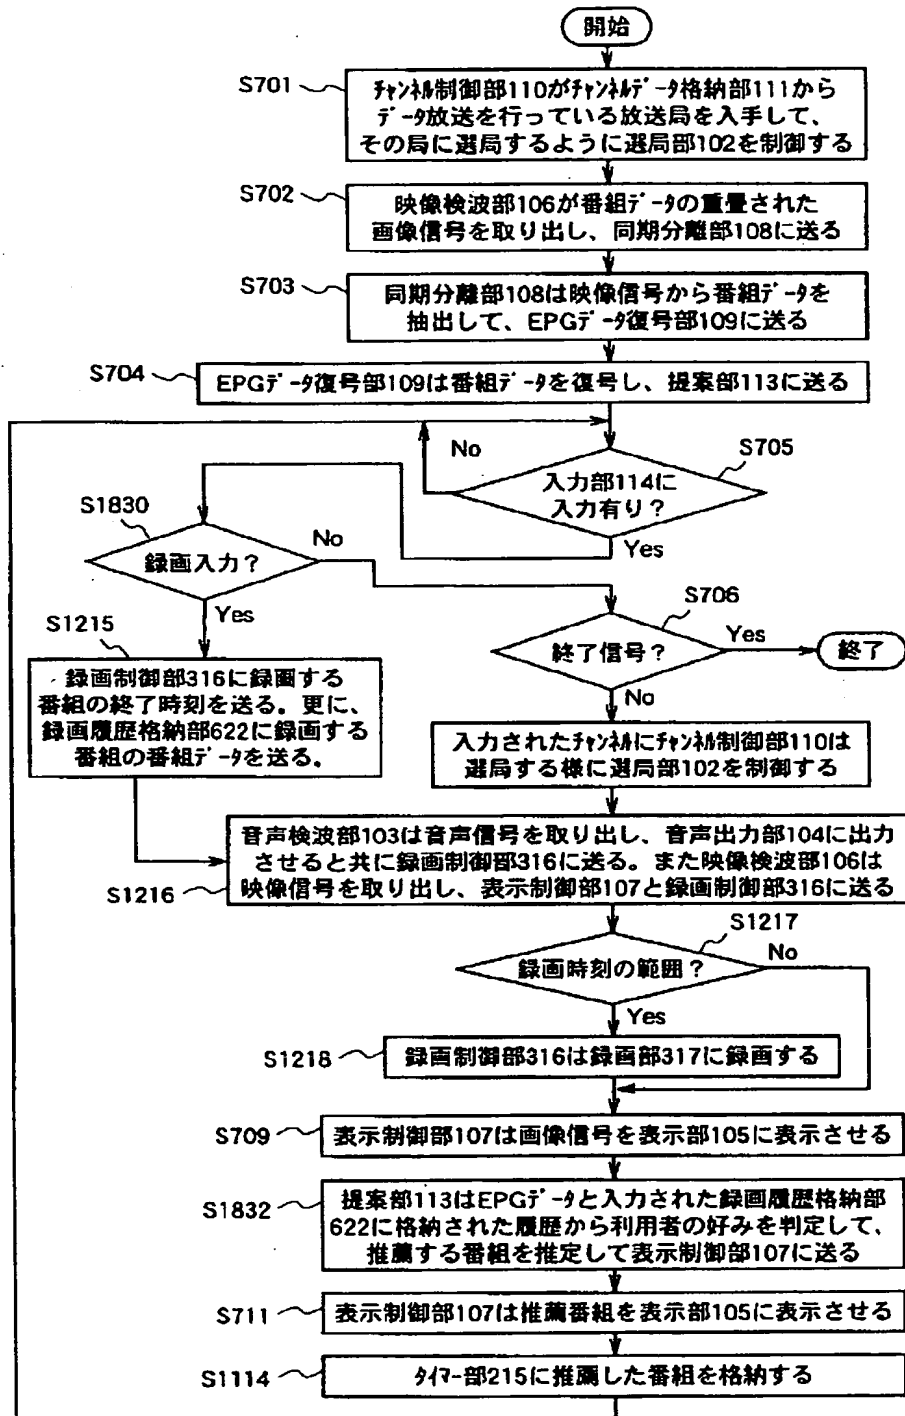 開始
S701
チャンネル制御部110がチャンネルデータ格納部111から
データ放送を行っている放送局を入手して、
その局に選局するように選局部102を制御する
S702
映像検波部106が番組データの重畳された
画像信号を取り出し、同期分離部108に送る
S703
同期分離部108は映像信号から番組データを
抽出して、EPGデータ復号部109に送る
S704
EPGデータ復号部109は番組データを復号し、提案部113に送る
No
S705
入力部114に
入力有り?
Yes
S1830
録画入力?
No
Yes
S706
終了信号?
Yes
終了
No
S1215
録画制御部316に録画する
番組の終了時刻を送る。更に、
録画履歴格納部622に録画する
番組の番組データを送る。
入力されたチャンネルにチャンネル制御部110は
選局する様に選局部102を制御する
音声検波部103は音声信号を取り出し、音声出力部104に出力
させると共に録画制御部316に送る。また映像検波部106は
映像信号を取り出し、表示制御部107と録画制御部316に送る
S1216
S1217
録画時刻の範囲?
No
Yes
S1218
録画制御部316は録画部317に録画する
S709
表示制御部107は画像信号を表示部105に表示させる
S1832
提案部113はEPGデータと入力された録画履歴格納部
622に格納された履歴から利用者の好みを判定して、
推薦する番組を推定して表示制御部107に送る
S711
表示制御部107は推薦番組を表示部105に表示させる
S1114
タイマー部215に推薦した番組を格納する